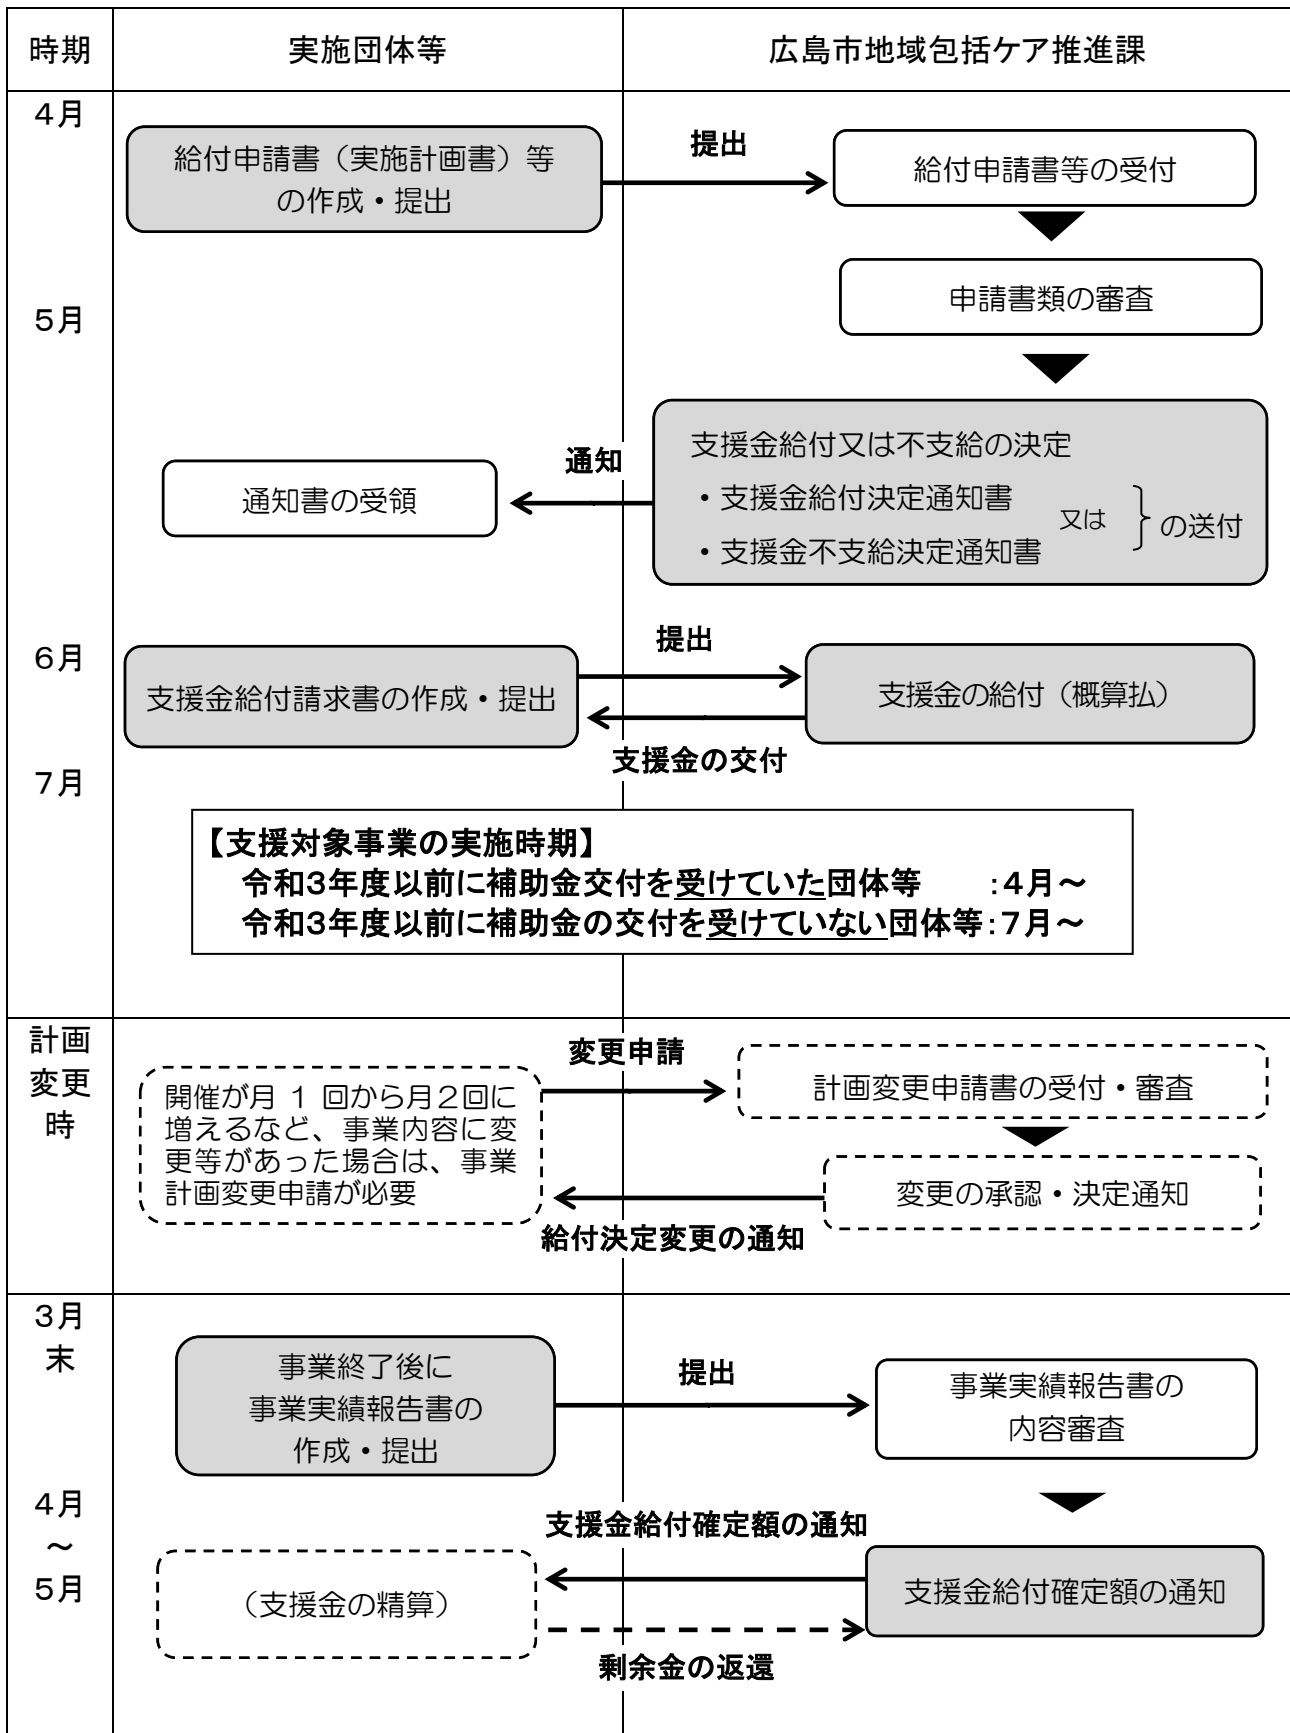 時期
実施団体等
広島市地域包括ケア推進課
4月
給付申請書（実施計画書）等
の作成・提出
提出
給付申請書等の受付
5月
申請書類の審査
支援金給付又は不支給の決定
・支援金給付決定通知書
・支援金不支給決定通知書
又は
の送付
通知
通知書の受領
6月
支援金給付請求書の作成・提出
提出
支援金の給付（概算払）
支援金の交付
7月
【支援対象事業の実施時期】
令和3年度以前に補助金交付を受けていた団体等　　：4月～
令和3年度以前に補助金の交付を受けていない団体等：7月～
計画
変更
時
開催が月 1 回から月2回に
増えるなど、事業内容に変
更等があった場合は、事業
計画変更申請が必要
変更申請
計画変更申請書の受付・審査
変更の承認・決定通知
給付決定変更の通知
3月
末
事業終了後に
事業実績報告書の
作成・提出
提出
事業実績報告書の
内容審査
4月
～
5月
支援金給付確定額の通知
（支援金の精算）
支援金給付確定額の通知
剰余金の返還